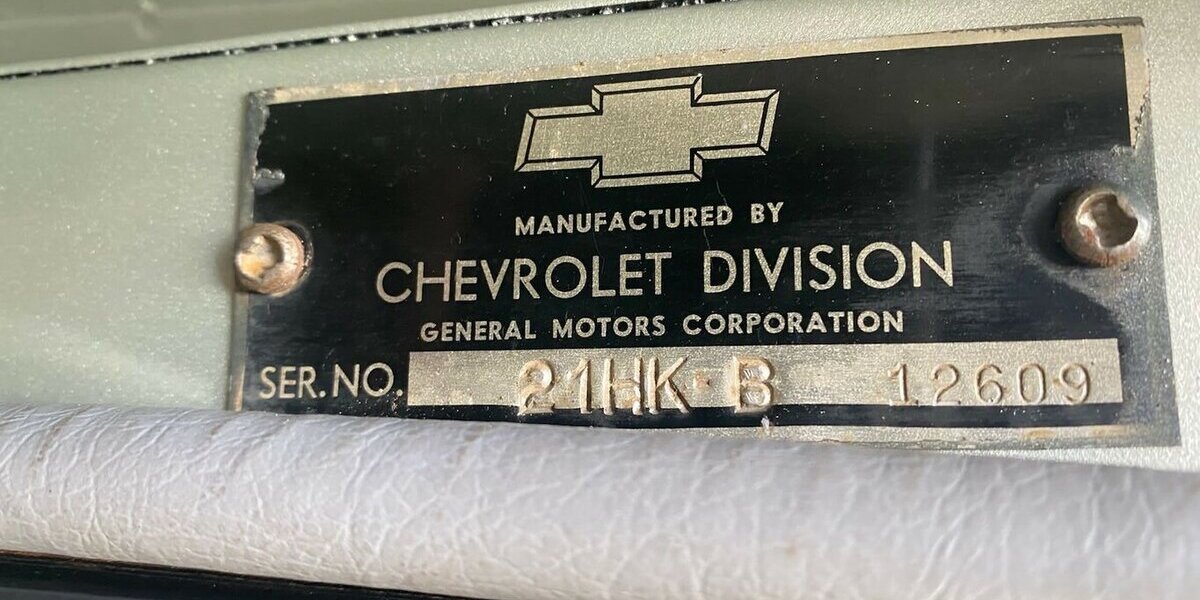 MANUFACTURED BY
CHEVROLET DIVISION
GENERAL MOTORS CORPORATION
SER. NO. 21HK-B 12609